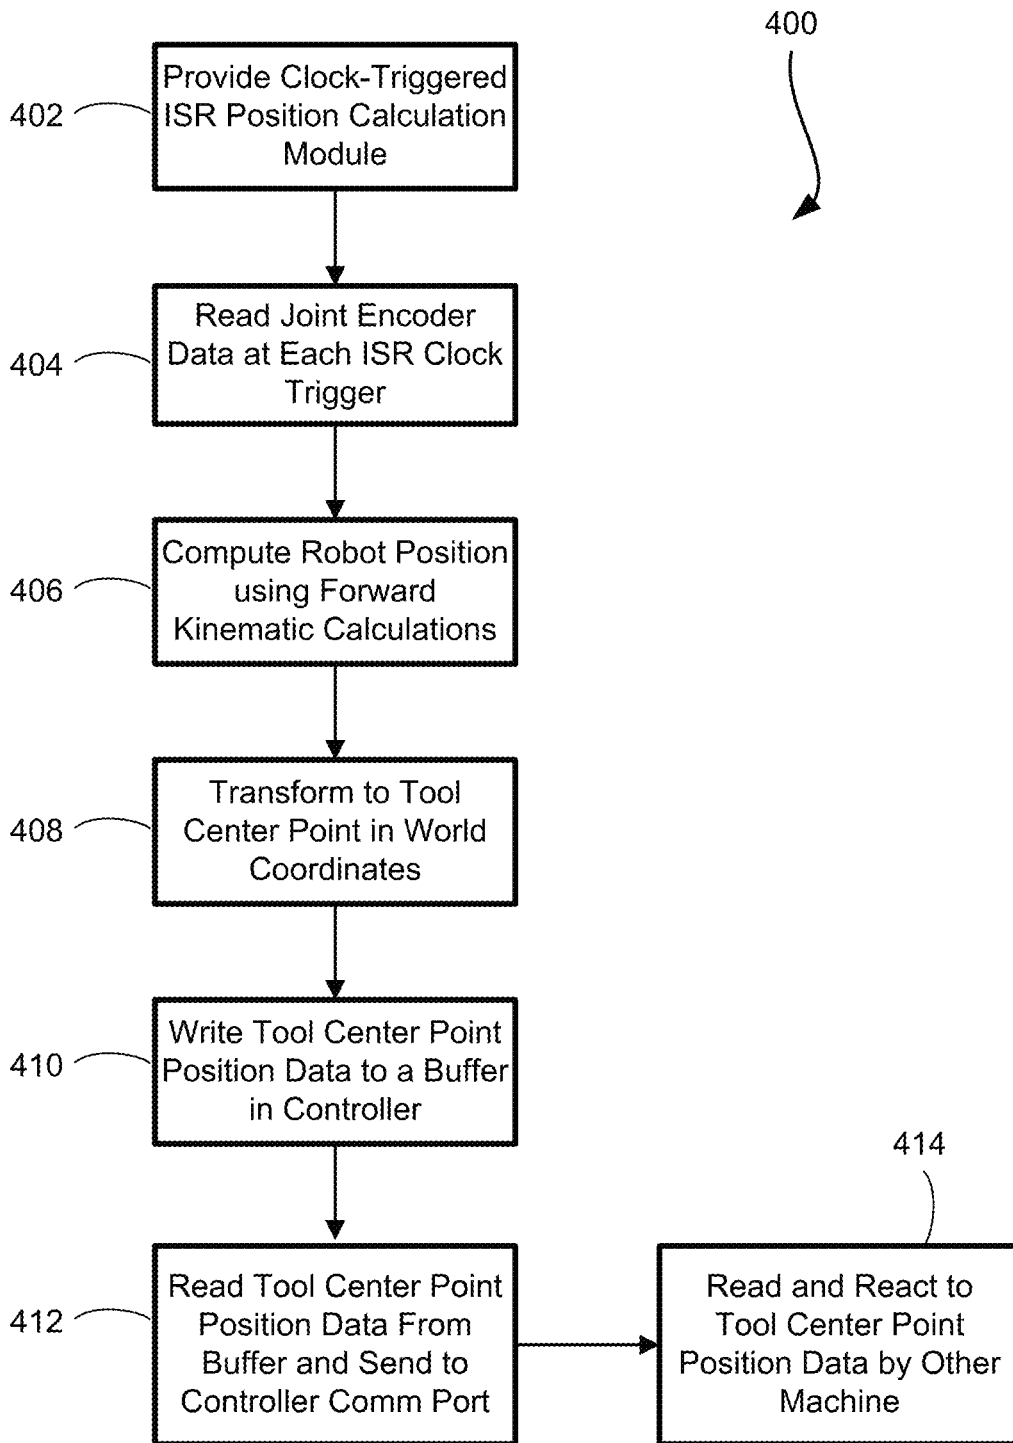 400
402
Provide Clock-Triggered
ISR Position Calculation
Module
404
Read Joint Encoder
Data at Each ISR Clock
Trigger
406
Compute Robot Position
using Forward
Kinematic Calculations
408
Transform to Tool
Center Point in World
Coordinates
410
Write Tool Center Point
Position Data to a Buffer
in Controller
412
Read Tool Center Point
Position Data From
Buffer and Send to
Controller Comm Port
414
Read and React to
Tool Center Point
Position Data by Other
Machine